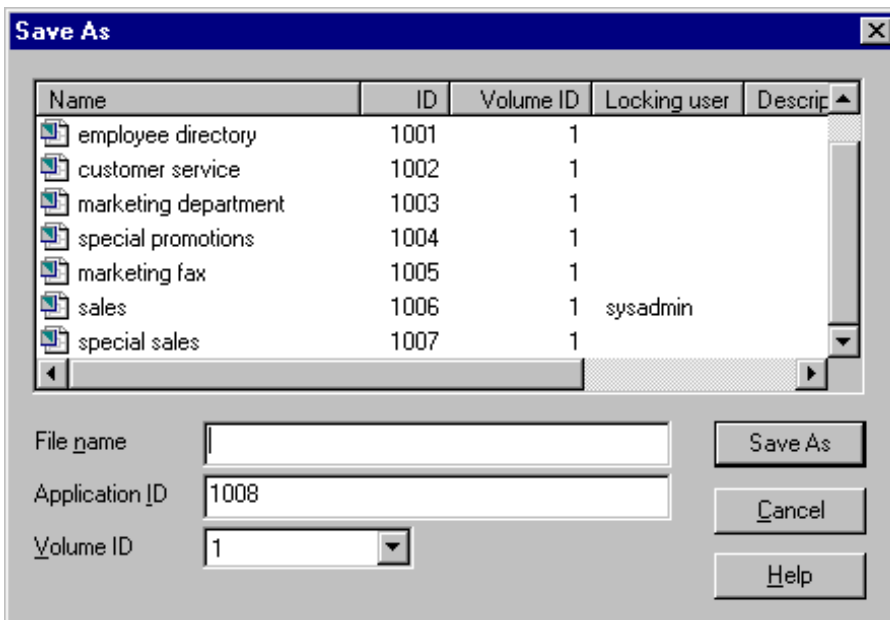 Save As
Name ID Volume ID Locking user Descrip
employee directory 1001 1
customer service 1002 1
marketing department 1003 1
special promotions 1004 1
marketing fax 1005 1
sales 1006 1 sysadmin
special sales 1007 1
File name Save As
Application ID 1008
Cancel
Volume ID 1
Help